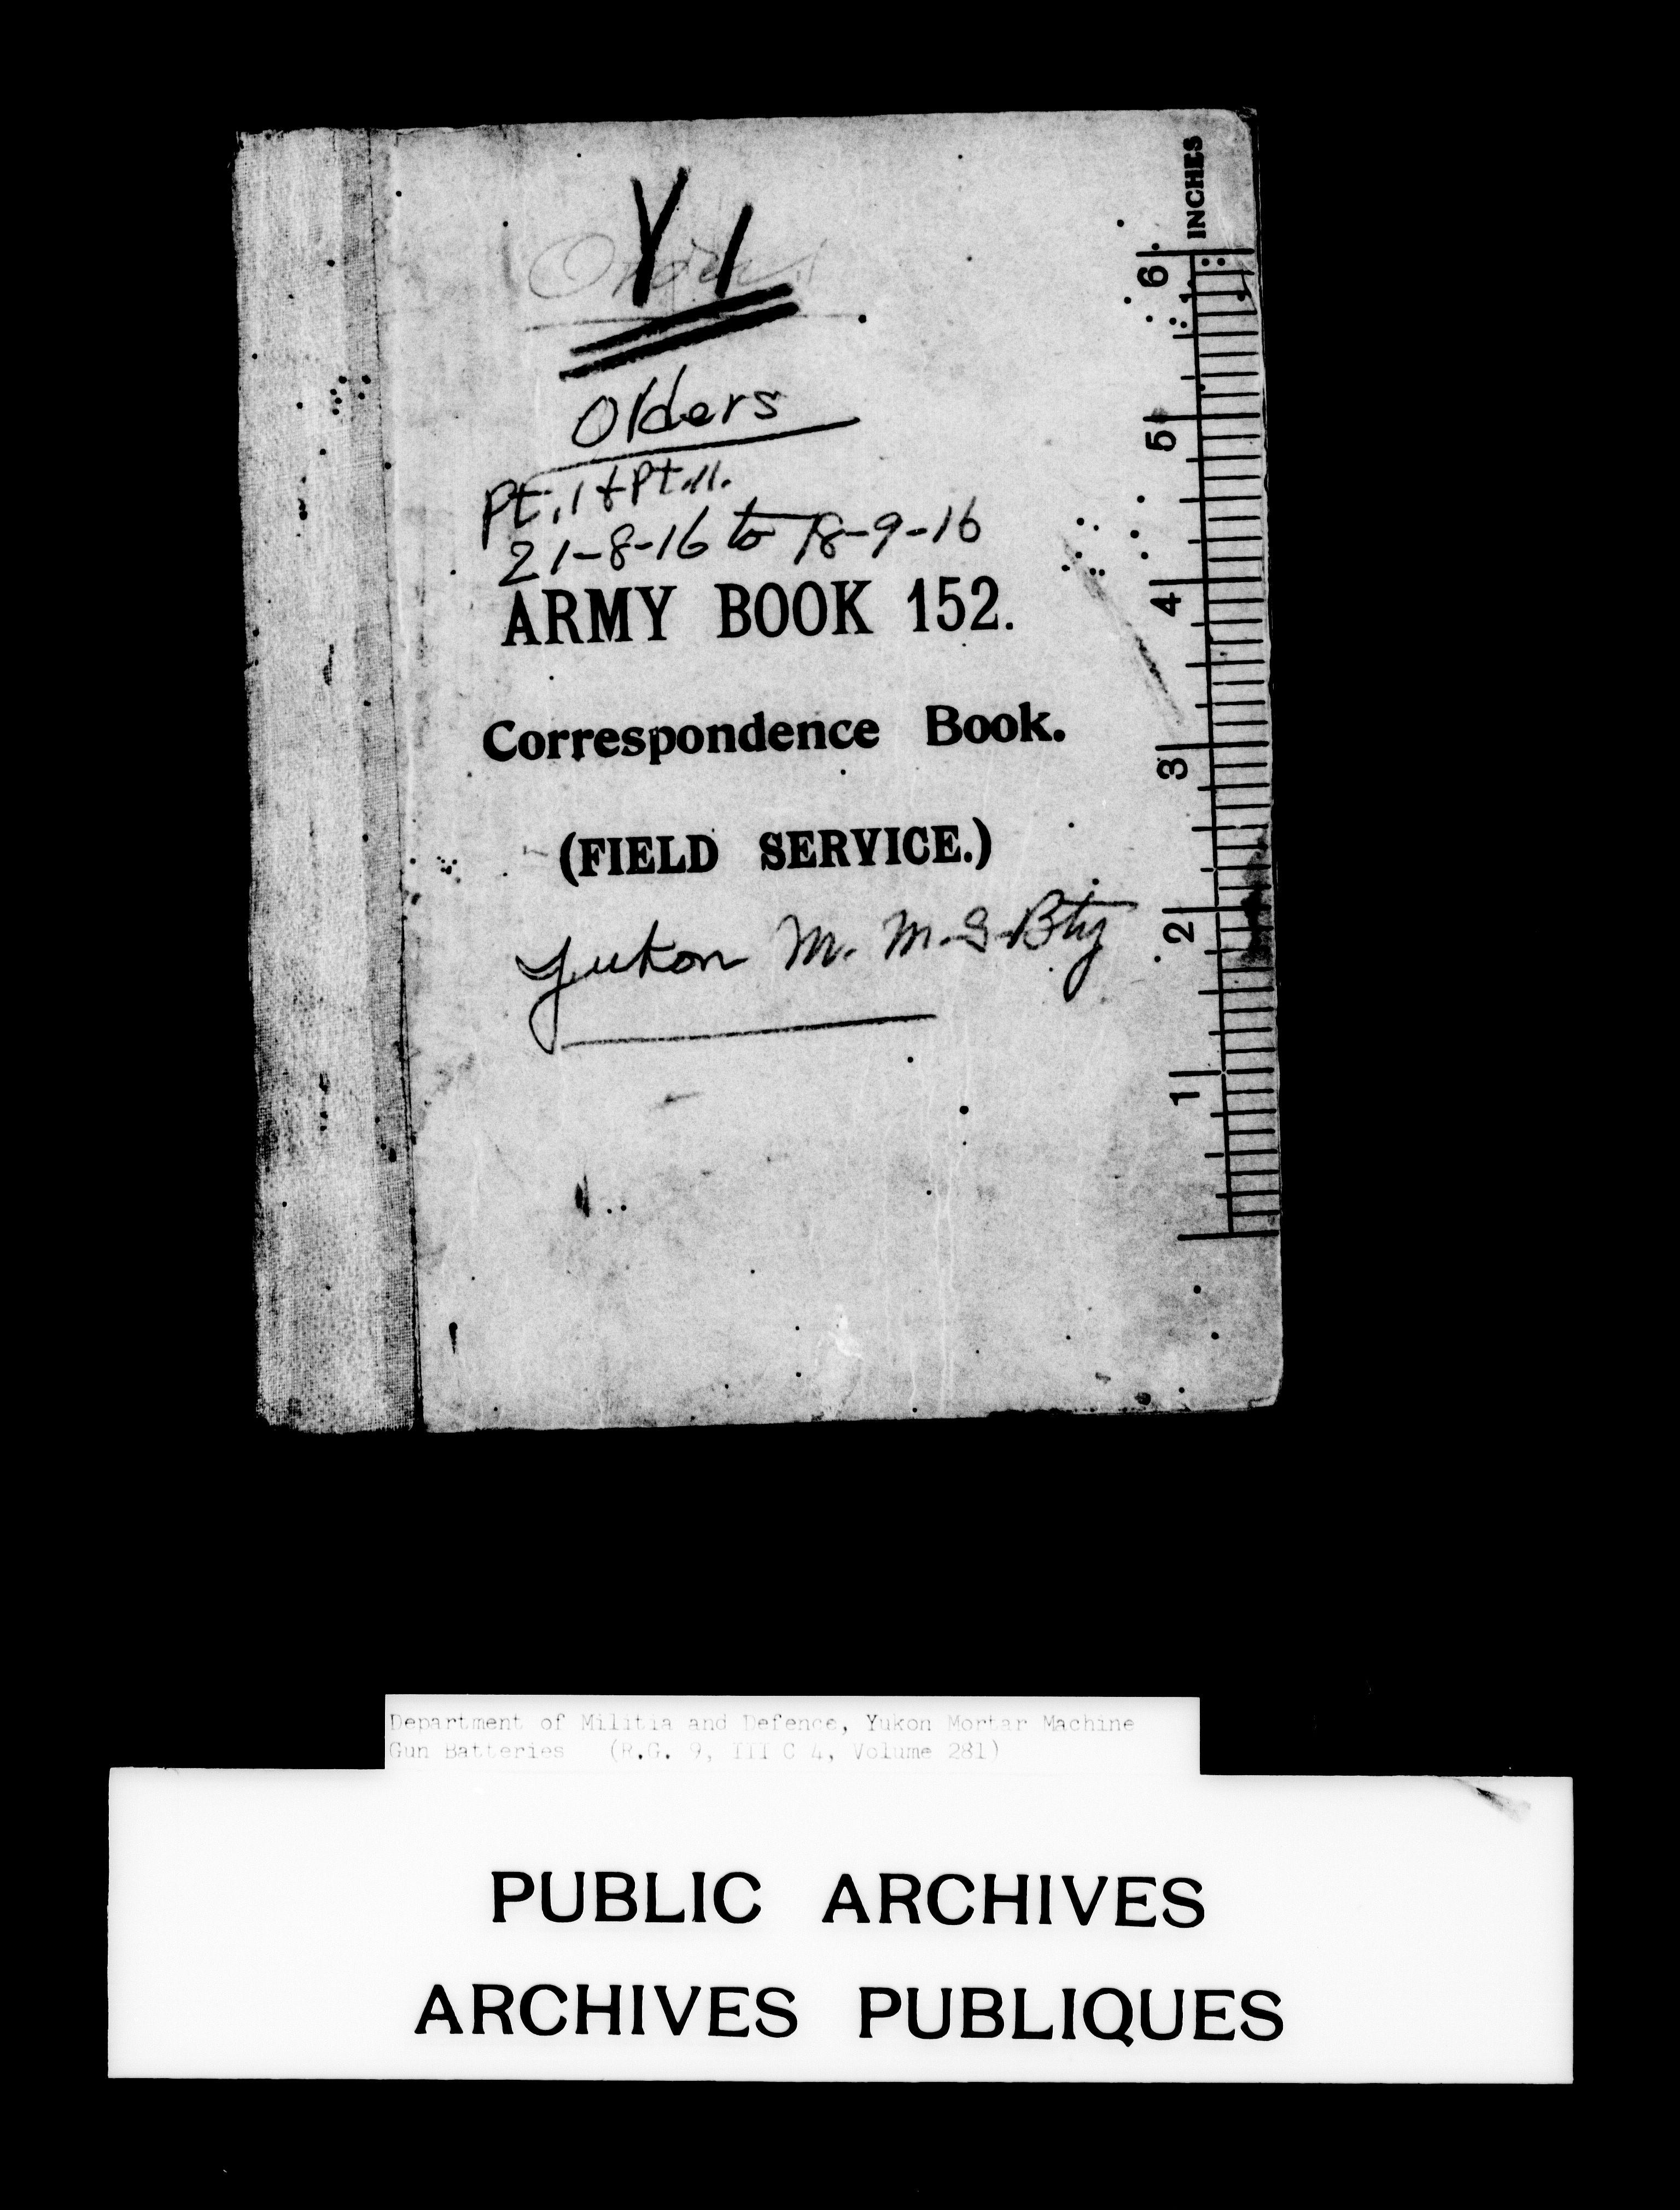 Y1
Orders
Orders
Pt. 1 & Pt. 11.
21-8-16 to 18-9-16
ARMY BOOK 152.
Correspondence Book.
(FIELD SERVICE.)
Yukon M. M. G. Bty
INCHES
6
5
4
3
2
1
Department of Militia and Defence, Yukon Mortar Machine
Gun Batteries (R.G. 9, III C 4, Volume 281)
PUBLIC ARCHIVES
ARCHIVES PUBLIQUES